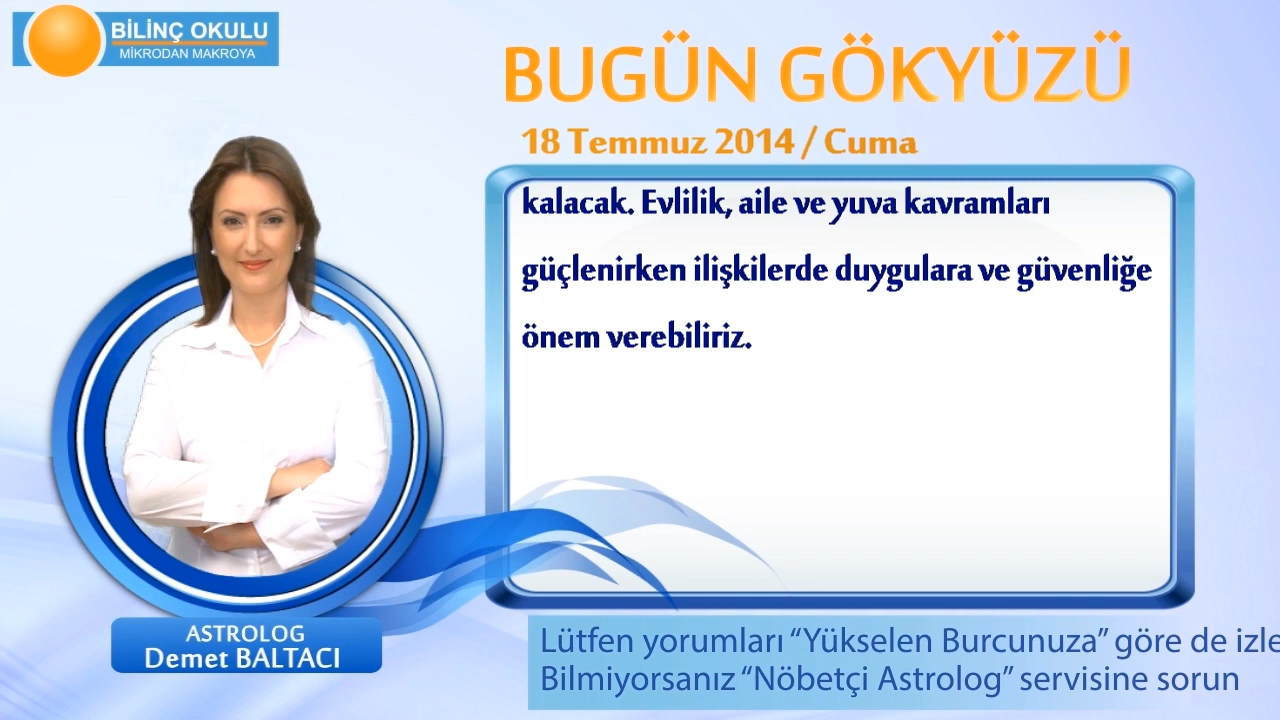 BİLİNÇ OKULU
MİKRODAN MAKROYA
BUGÜN GÖKYÜZÜ
18 Temmuz 2014 / Cuma
kalacak. Evlilik, aile ve yuva kavramları
güçlenirken ilişkilerde duygulara ve güvenliğe
önem verebiliriz.
ASTROLOG
Demet BALTACI
Lütfen yorumları “Yükselen Burcunuza” göre de izle
Bilmiyorsanız “Nöbetçi Astrolog” servisine sorun